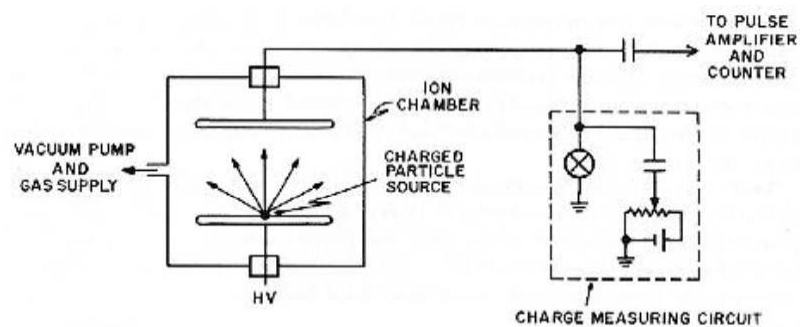 TO PULSE
AMPLIFIER
AND
COUNTER
ION
CHAMBER
VACUUM PUMP
AND
GAS SUPPLY
CHARGED
PARTICLE
SOURCE
HV
CHARGE MEASURING CIRCUIT